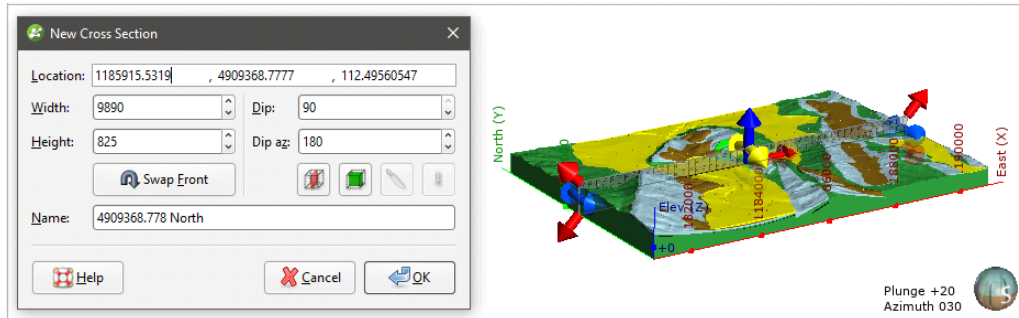 New Cross Section
Location: 1185915.5319 , 4909368.7777 , 112.49560547
Width: 9890 Dip: 90
Height: 825 Dip az: 180
Swap Front
Name: 4909368.778 North
Help Cancel OK
North (Y)
East (X)
Elev (Z)
+0
1184000
1188000
1190000
Plunge +20
Azimuth 030
S